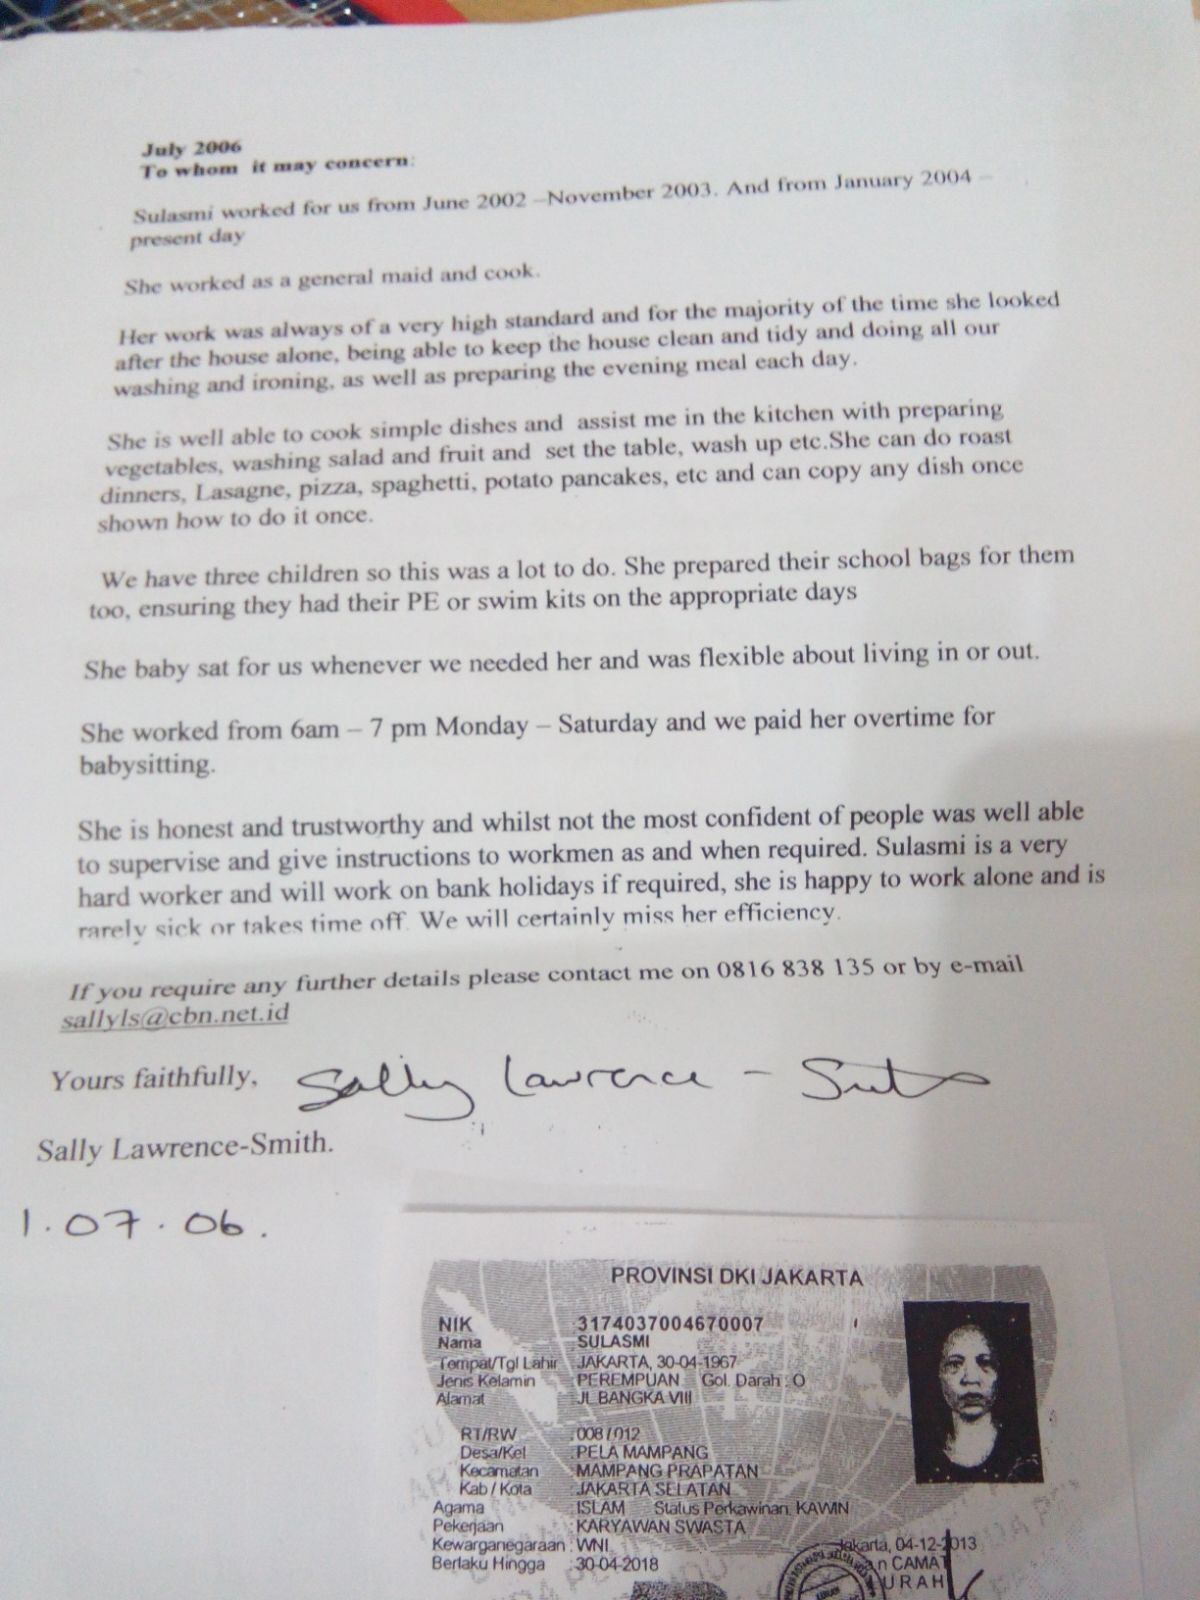 July 2006
To whom it may concern:
Sulasmi worked for us from June 2002 –November 2003. And from January 2004 –
present day
She worked as a general maid and cook.
Her work was always of a very high standard and for the majority of the time she looked
after the house alone, being able to keep the house clean and tidy and doing all our
washing and ironing, as well as preparing the evening meal each day.
She is well able to cook simple dishes and assist me in the kitchen with preparing
vegetables, washing salad and fruit and set the table, wash up etc.She can do roast
dinners, Lasagne, pizza, spaghetti, potato pancakes, etc and can copy any dish once
shown how to do it once.
We have three children so this was a lot to do. She prepared their school bags for them
too, ensuring they had their PE or swim kits on the appropriate days
She baby sat for us whenever we needed her and was flexible about living in or out.
She worked from 6am – 7 pm Monday – Saturday and we paid her overtime for
babysitting.
She is honest and trustworthy and whilst not the most confident of people was well able
to supervise and give instructions to workmen as and when required. Sulasmi is a very
hard worker and will work on bank holidays if required, she is happy to work alone and is
rarely sick or takes time off. We will certainly miss her efficiency.
If you require any further details please contact me on 0816 838 135 or by e-mail
sallyls@cbn.net.id
Yours faithfully, Sally Lawrence-Smith
Sally Lawrence-Smith.
1.07.06.
PROVINSI DKI JAKARTA
NIK :3174037004670007
Nama SULASMI
Tempat/Tgl Lahir :JAKARTA, 30-04-1967
Jenis Kelamin :PEREMPUAN Gol. Darah :O
Alamat JL BANGKA VIII
RT/RW :008/012
Desa/Kel :PELA MAMPANG
Kecamatan :MAMPANG PRAPATAN
Kab / Kota :JAKARTA SELATAN
Agama :ISLAM Status Perkawinan: KAWIN
Pekerjaan :KARYAWAN SWASTA
Kewarganegaraan :WNI
Berlaku Hingga :30-04-2018
Jakarta, 04-12-2013
a.n CAMAT
LURAH